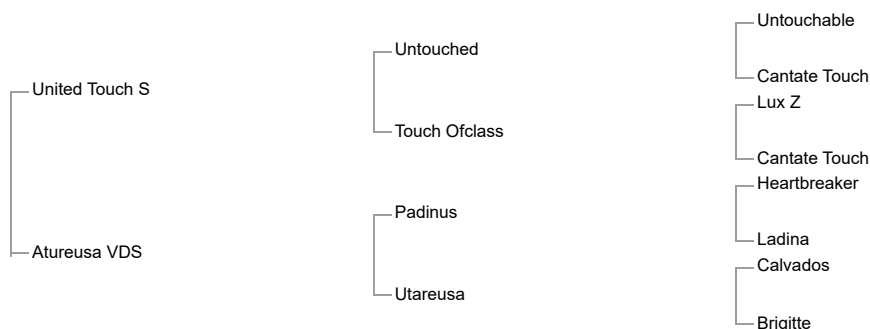 Untouchable
Untouched
United Touch S
Cantate Touch
Lux Z
Touch Ofclass
Cantate Touch
Heartbreaker
Padinus
Atureusa VDS
Ladina
Calvados
Utareusa
Brigitte